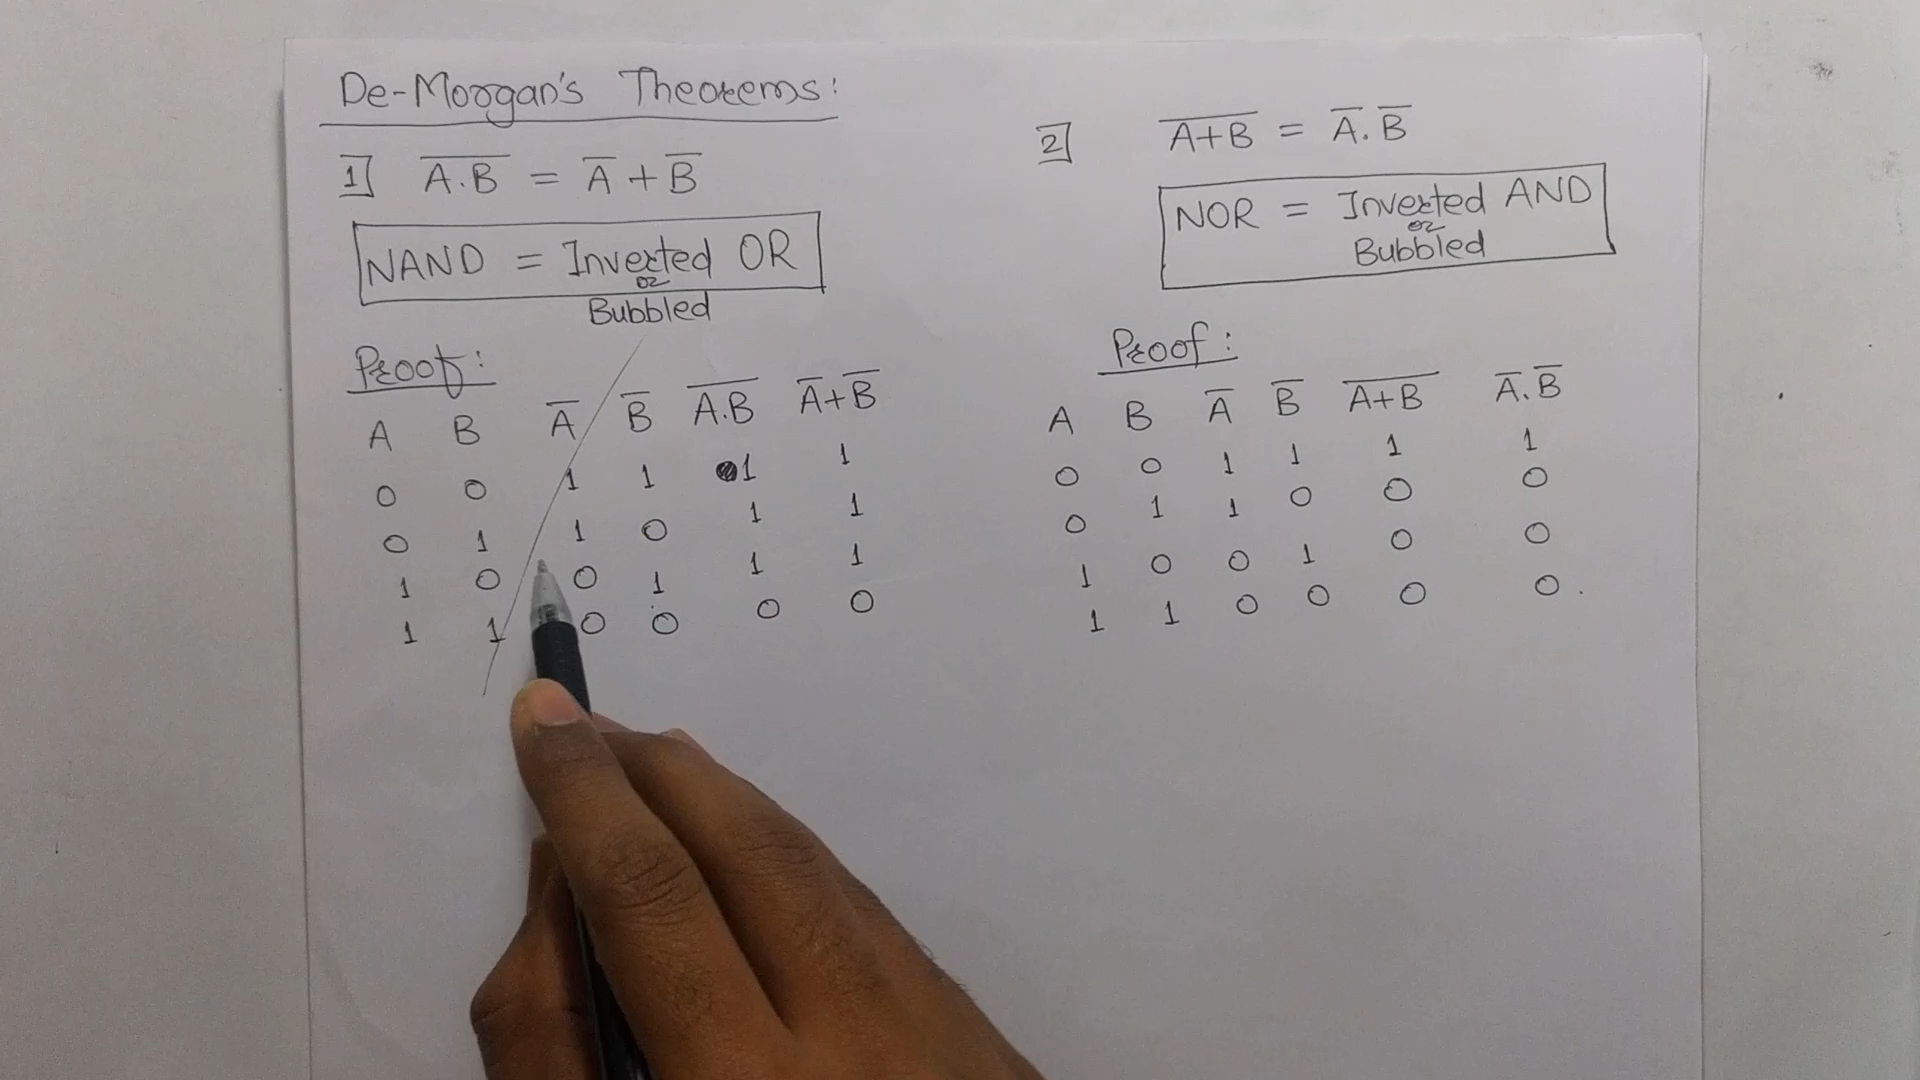 De-Morgan's Theorems:
1] A̅.̅B̅ = A̅ + B̅
NAND = Inverted OR
or
Bubbled
Proof:
A B A̅ B̅ A̅.̅B̅ A̅+B̅
0 0 1 1 1 1
0 1 1 0 1 1
1 0 0 1 1 1
1 1 0 0 0 0
2] A̅+̅B̅ = A̅.B̅
NOR = Inverted AND
or
Bubbled
Proof:
A B A̅ B̅ A̅+̅B̅ A̅.B̅
0 0 1 1 1 1
0 1 1 0 0 0
1 0 0 1 0 0
1 1 0 0 0 0.